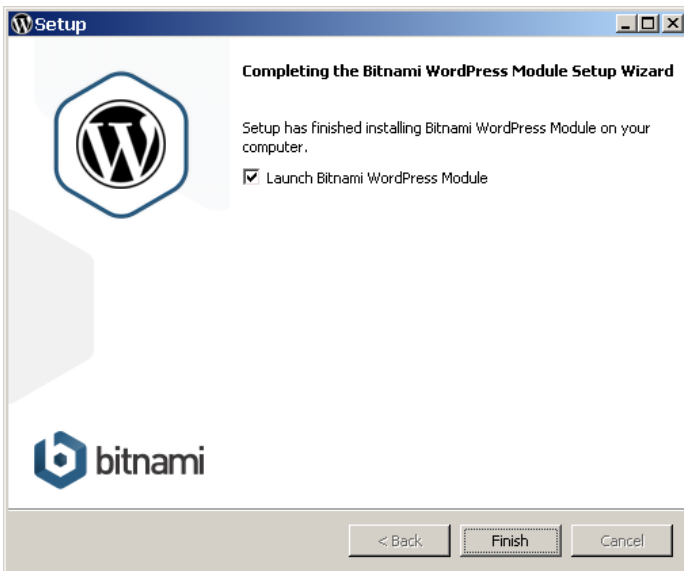 Setup
Completing the Bitnami WordPress Module Setup Wizard
Setup has finished installing Bitnami WordPress Module on your
computer.
Launch Bitnami WordPress Module
bitnami
< Back
Finish
Cancel